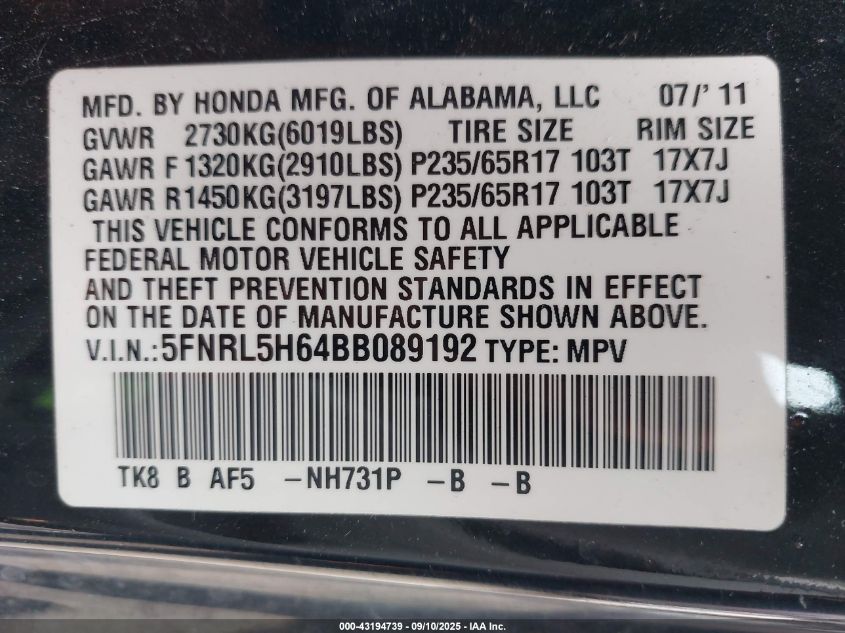 MFD. BY HONDA MFG. OF ALABAMA, LLC 07/' 11
GVWR 2730KG(6019LBS) TIRE SIZE RIM SIZE
GAWR F 1320KG(2910LBS) P235/65R17 103T 17X7J
GAWR R1450KG(3197LBS) P235/65R17 103T 17X7J
THIS VEHICLE CONFORMS TO ALL APPLICABLE
FEDERAL MOTOR VEHICLE SAFETY
AND THEFT PREVENTION STANDARDS IN EFFECT
ON THE DATE OF MANUFACTURE SHOWN ABOVE.
V.I.N.:5FNRL5H64BB089192 TYPE: MPV
TK8 B AF5 -NH731P -B -B
000-43194739 - 09/10/2025 - IAA Inc.